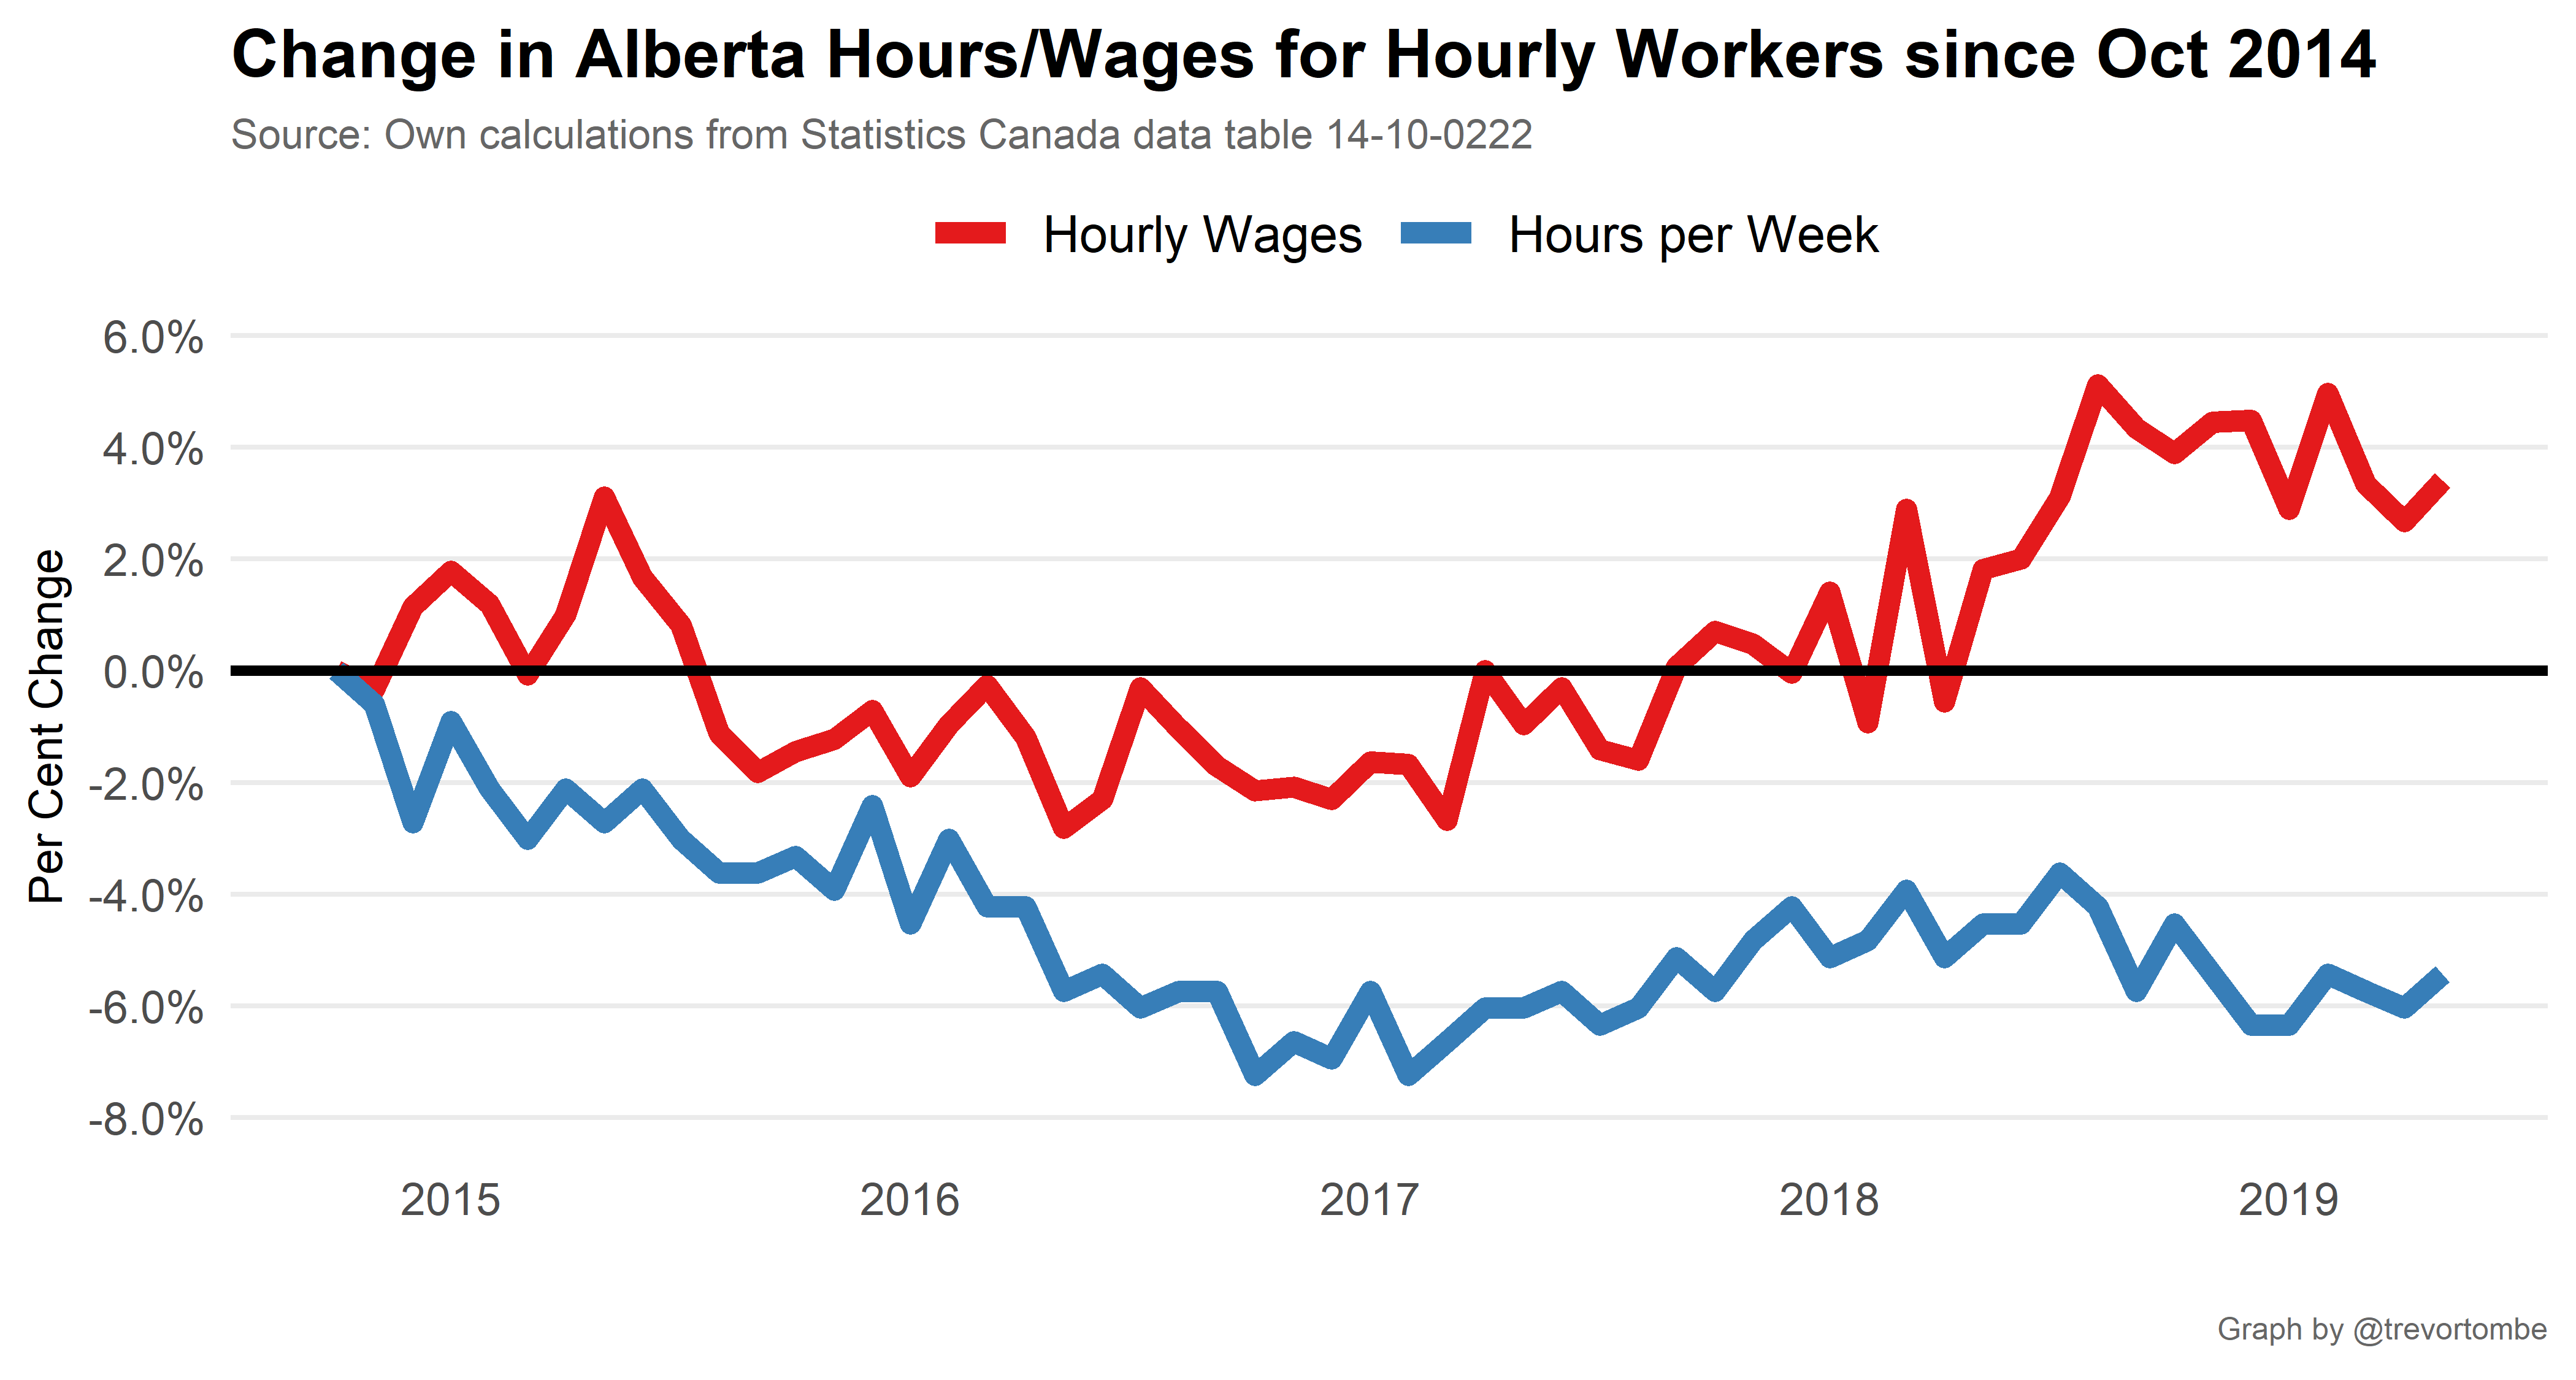 Change in Alberta Hours/Wages for Hourly Workers since Oct 2014
Source: Own calculations from Statistics Canada data table 14-10-0222
Hourly Wages
Hours per Week
Per Cent Change
6.0%
4.0%
2.0%
0.0%
-2.0%
-4.0%
-6.0%
-8.0%
2015
2016
2017
2018
2019
Graph by @trevortombe